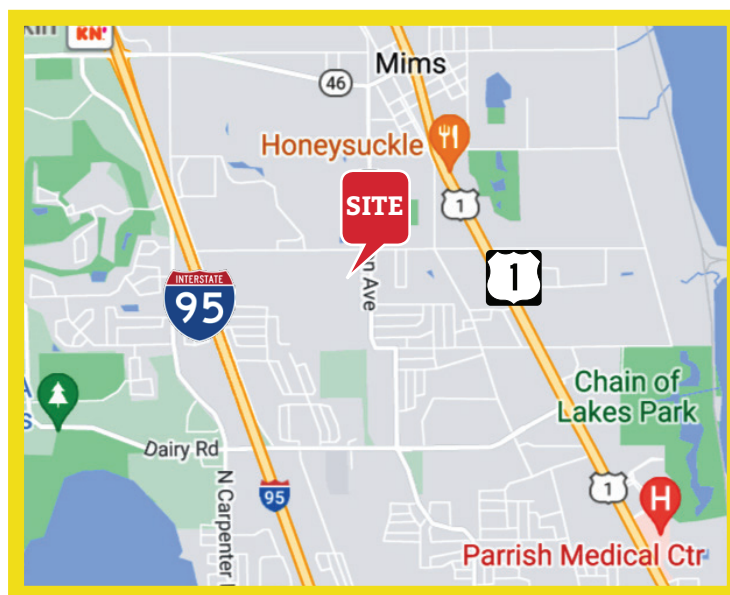 KN'
Mims
46
Honeysuckle
SITE
1
1
n Ave
INTERSTATE
95
Chain of
Lakes Park
Dairy Rd
N Carpenter
95
1
H
Parrish Medical Ctr